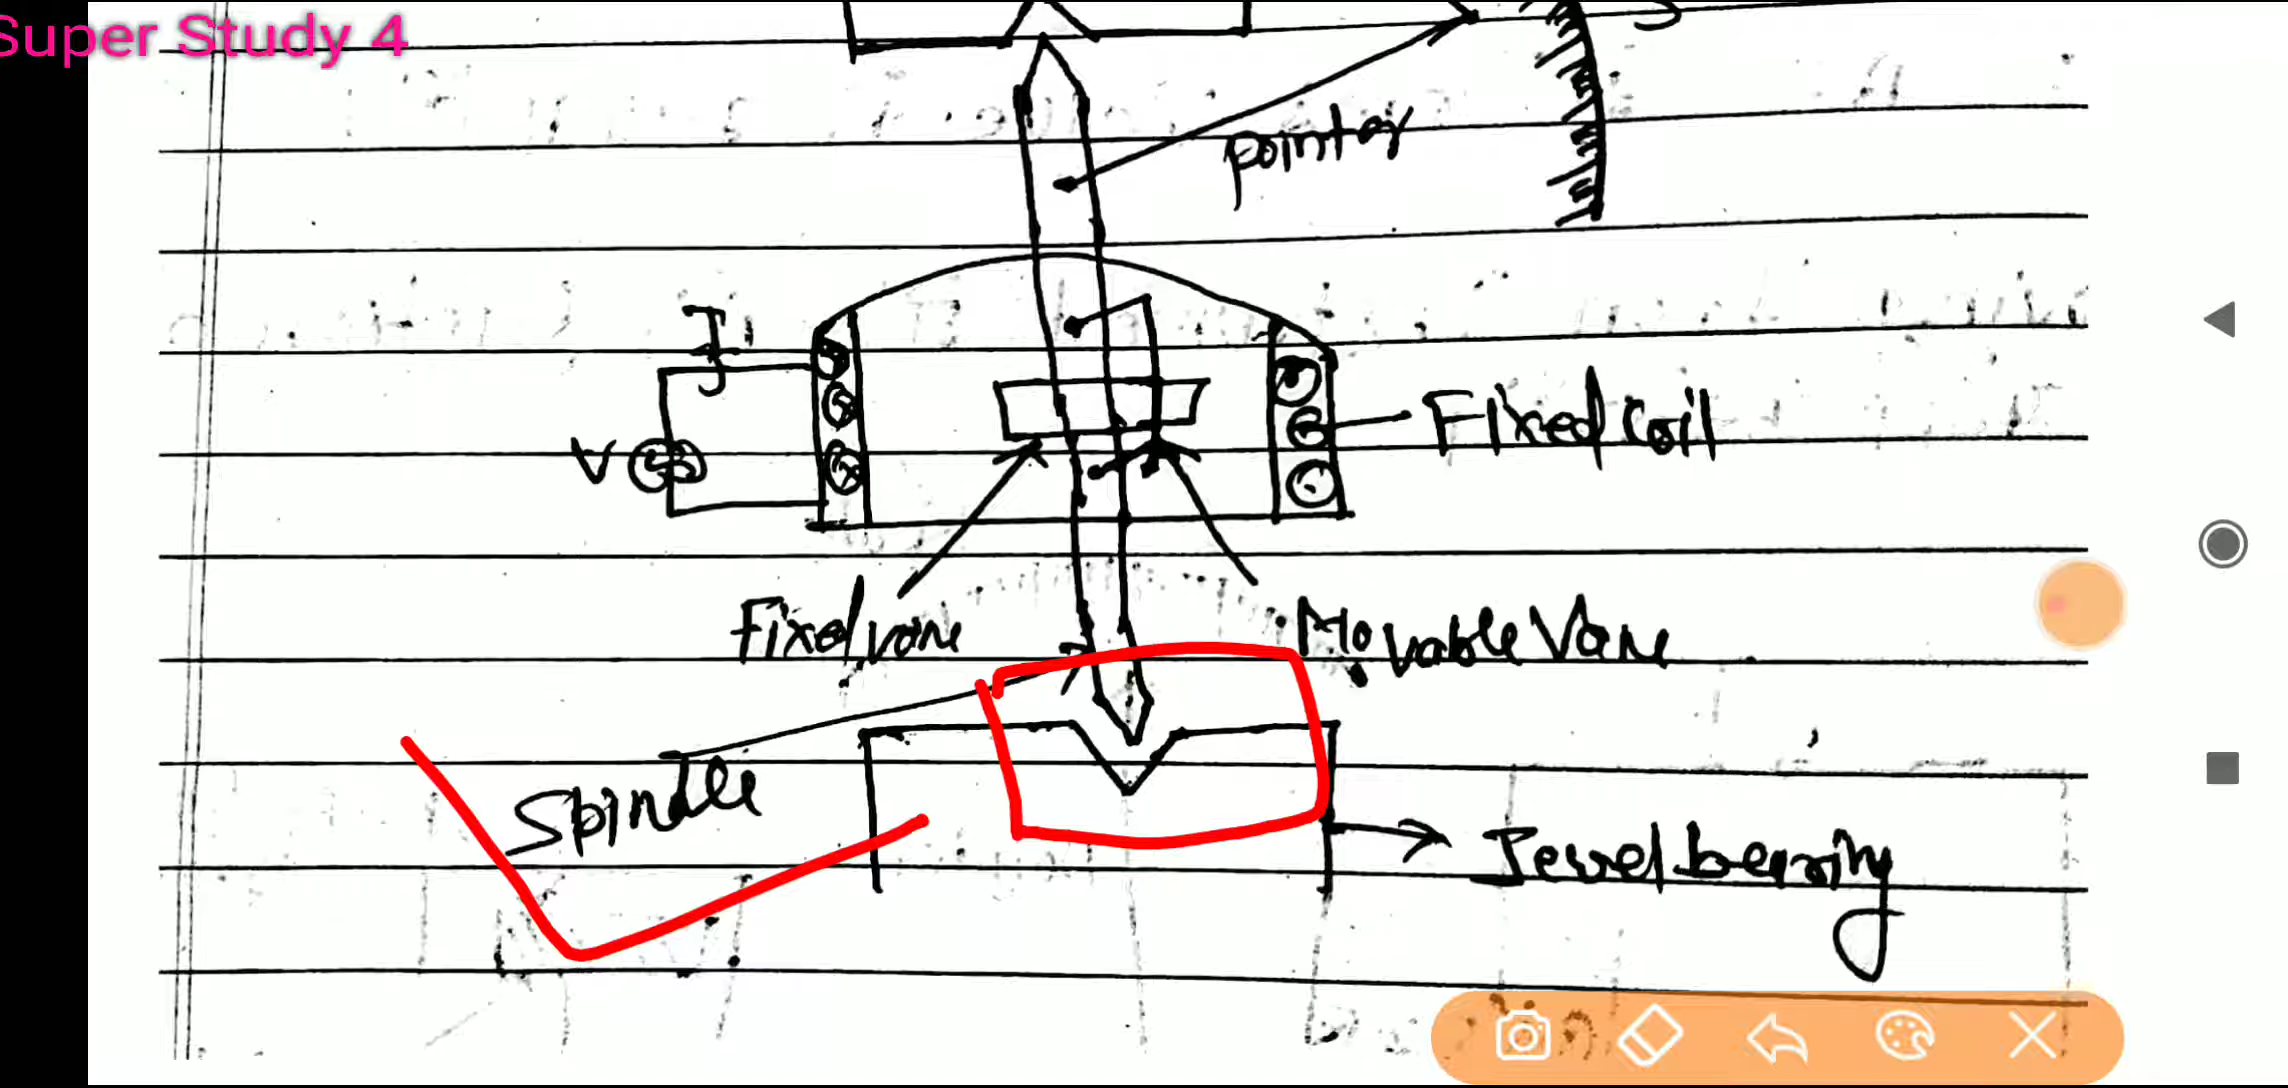 Super Study 4
pointer
I
V
Fixed coil
Fixed vane
Movable Vane
Spindle
Jewel bearing